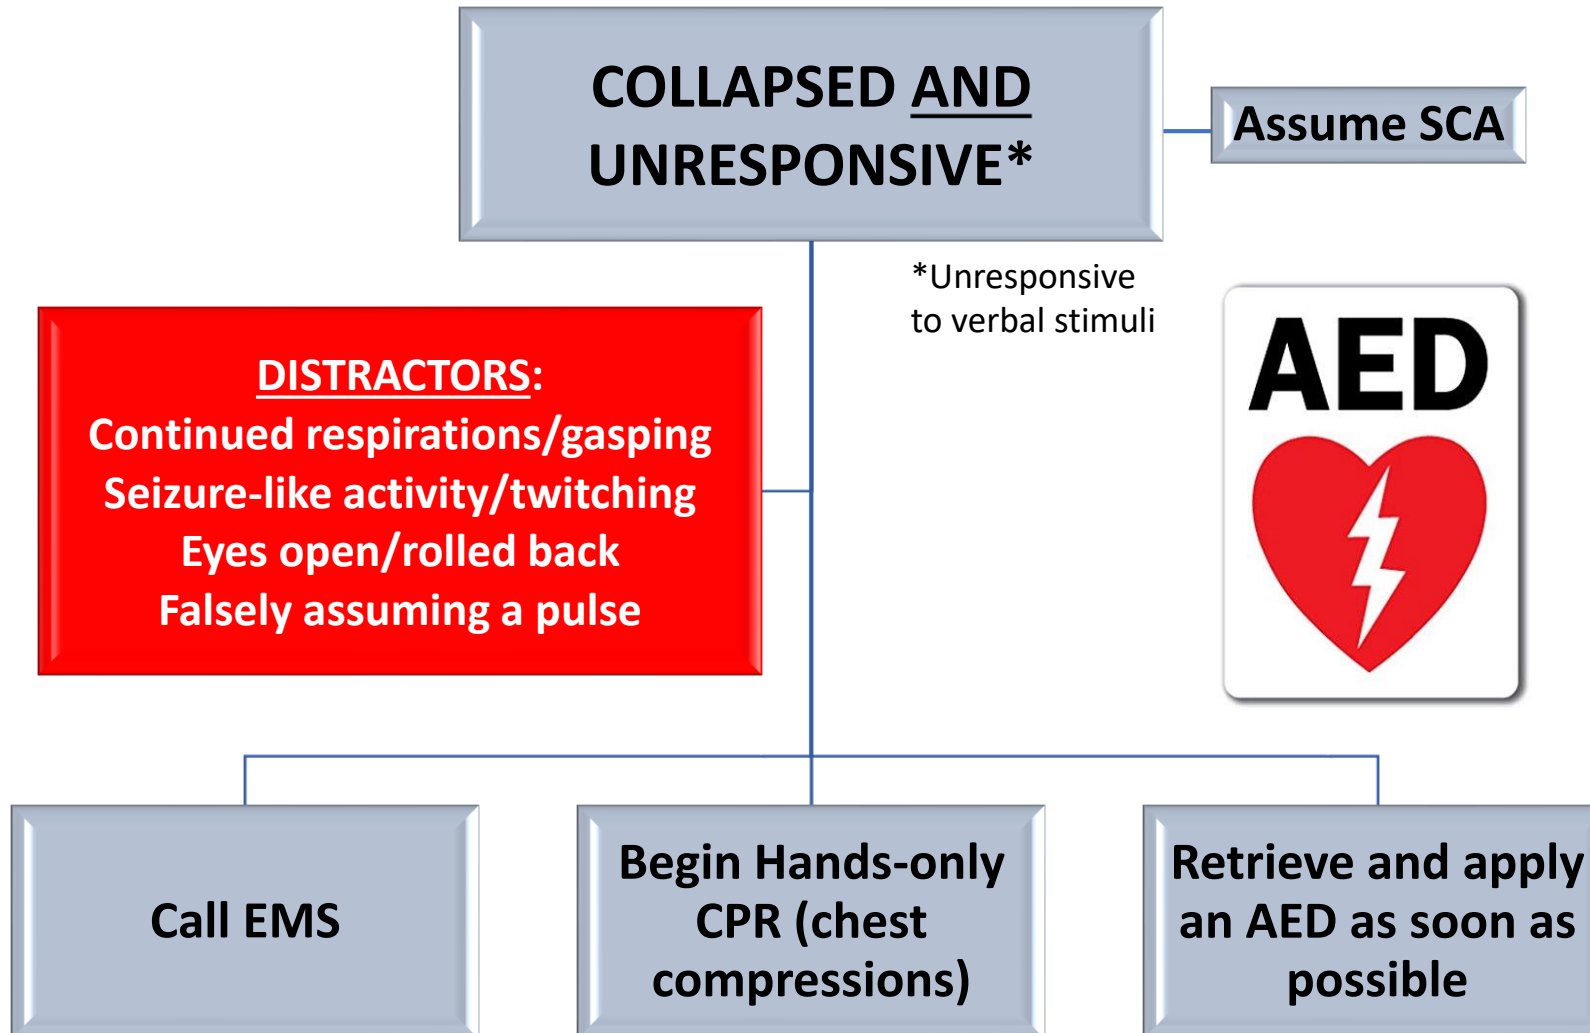 COLLAPSED AND
UNRESPONSIVE*
Assume SCA
*Unresponsive
to verbal stimuli
DISTRACTORS:
Continued respirations/gasping
Seizure-like activity/twitching
Eyes open/rolled back
Falsely assuming a pulse
AED
Call EMS
Begin Hands-only
CPR (chest
compressions)
Retrieve and apply
an AED as soon as
possible